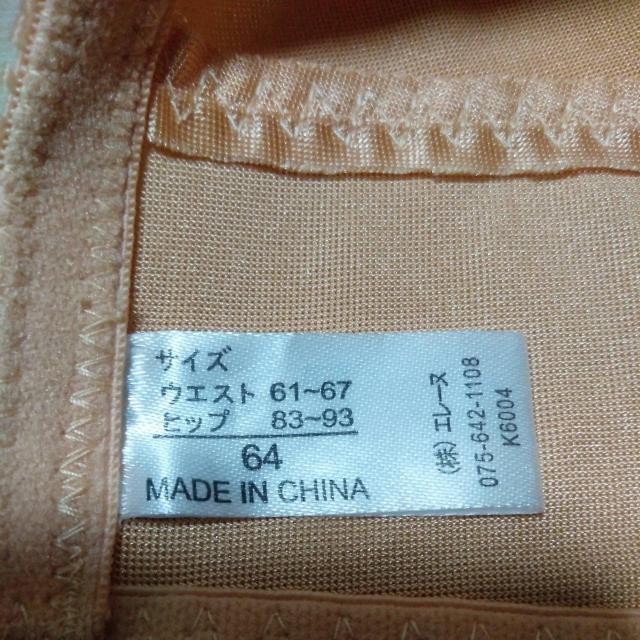 サイズ
ウエスト 61~67
ヒップ 83~93
64
MADE IN CHINA
(株) エレーヌ
075-642-1108
K6004